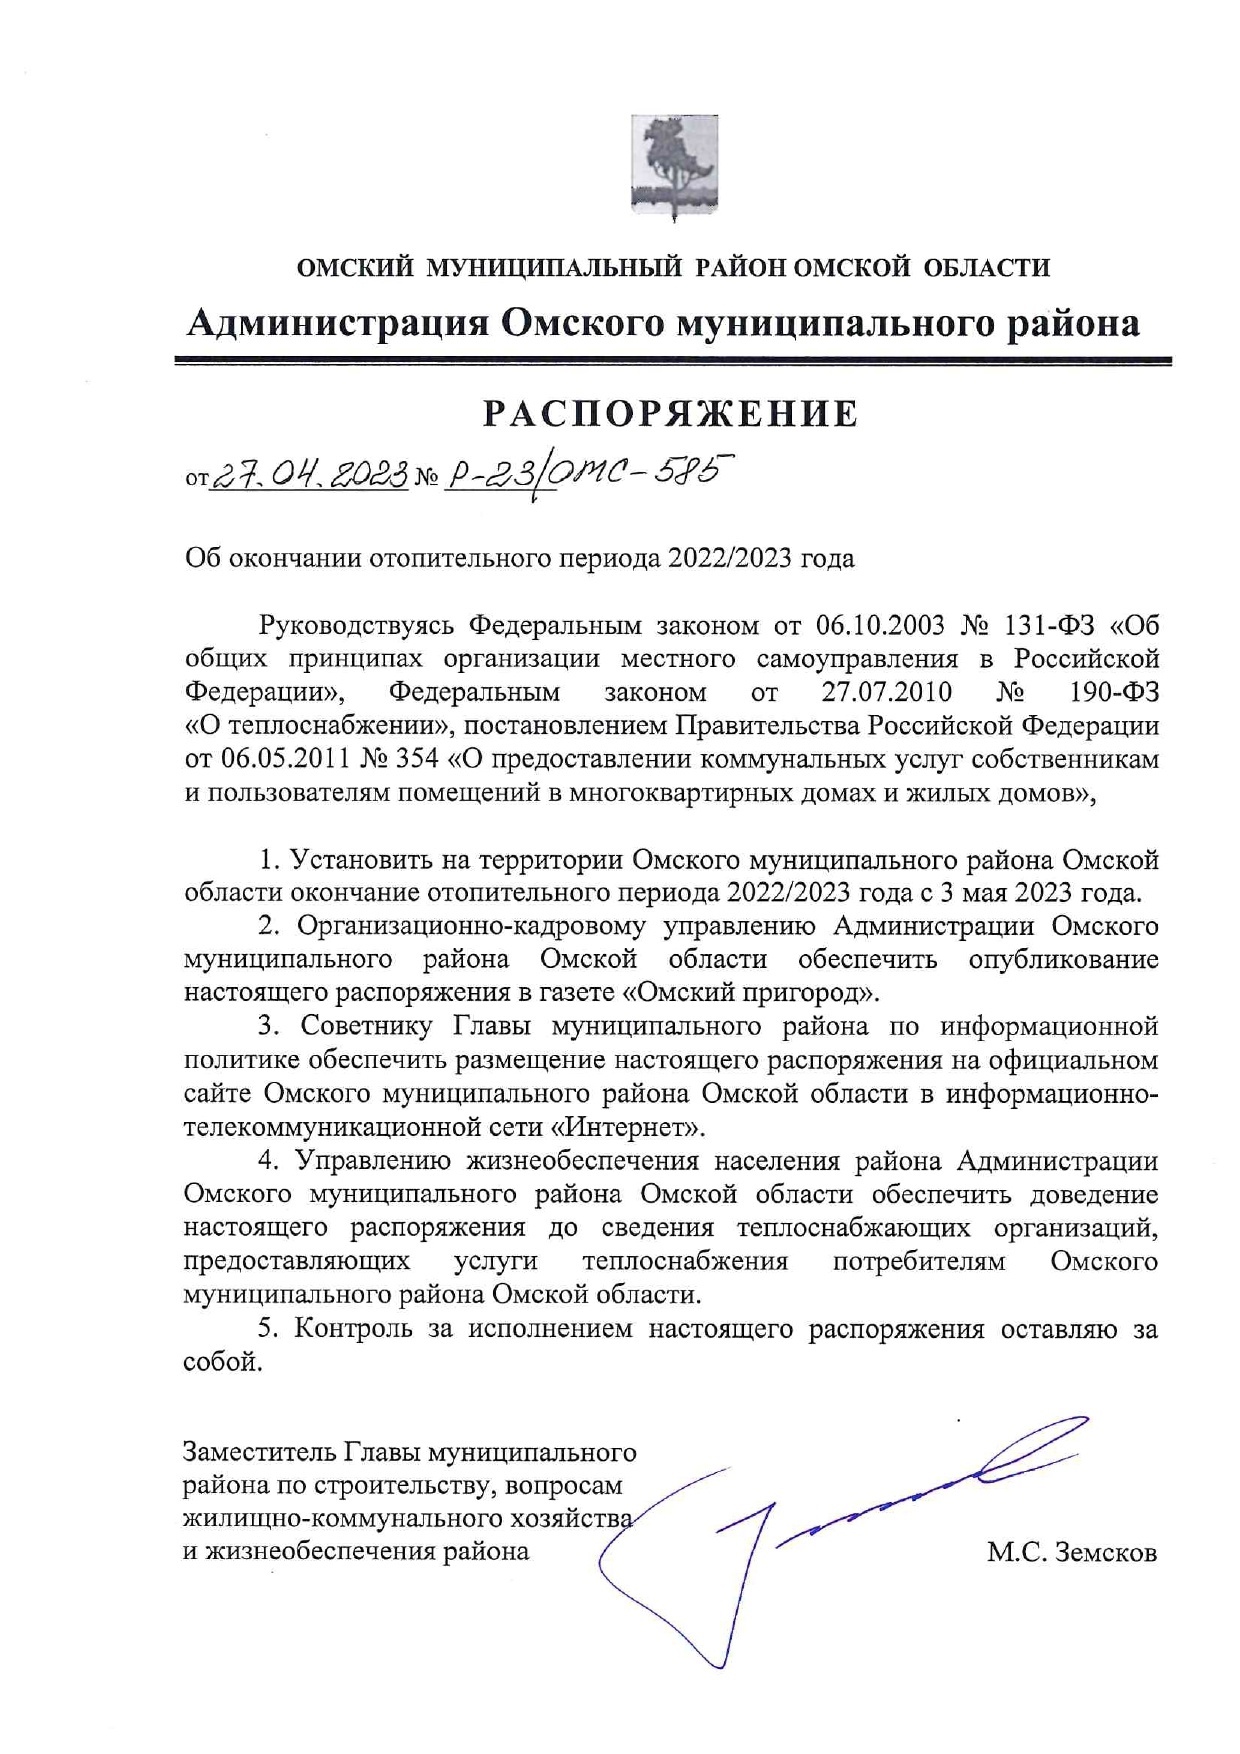 ОМСКИЙ МУНИЦИПАЛЬНЫЙ РАЙОН ОМСКОЙ ОБЛАСТИ
Администрация Омского муниципального района
РАСПОРЯЖЕНИЕ
от 27.04.2023 № Р-23/ОМС-585
Об окончании отопительного периода 2022/2023 года
Руководствуясь Федеральным законом от 06.10.2003 № 131-ФЗ «Об
общих принципах организации местного самоуправления в Российской
Федерации», Федеральным законом от 27.07.2010 № 190-ФЗ
«О теплоснабжении», постановлением Правительства Российской Федерации
от 06.05.2011 № 354 «О предоставлении коммунальных услуг собственникам
и пользователям помещений в многоквартирных домах и жилых домов»,
1. Установить на территории Омского муниципального района Омской
области окончание отопительного периода 2022/2023 года с 3 мая 2023 года.
2. Организационно-кадровому управлению Администрации Омского
муниципального района Омской области обеспечить опубликование
настоящего распоряжения в газете «Омский пригород».
3. Советнику Главы муниципального района по информационной
политике обеспечить размещение настоящего распоряжения на официальном
сайте Омского муниципального района Омской области в информационно-
телекоммуникационной сети «Интернет».
4. Управлению жизнеобеспечения населения района Администрации
Омского муниципального района Омской области обеспечить доведение
настоящего распоряжения до сведения теплоснабжающих организаций,
предоставляющих услуги теплоснабжения потребителям Омского
муниципального района Омской области.
5. Контроль за исполнением настоящего распоряжения оставляю за
собой.
Заместитель Главы муниципального
района по строительству, вопросам
жилищно-коммунального хозяйства
и жизнеобеспечения района М.С. Земсков